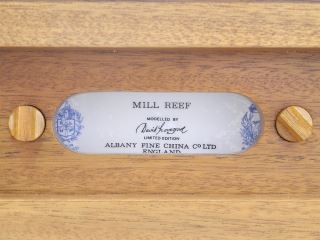 MILL REEF
MODELLED BY
LIMITED EDITION
ALBANY FINE CHINA CO LTD
ENGLAND